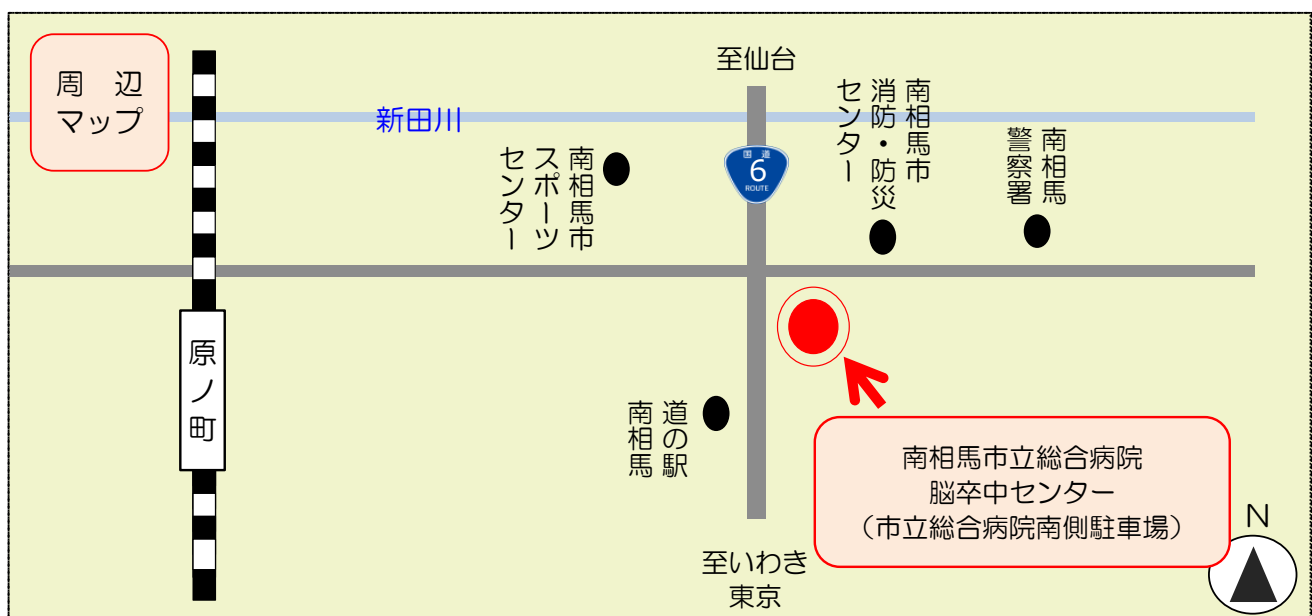 周　辺
マップ
新田川
至仙台
国　道
6
ROUTE
南相馬市
消防・防災
センター
南相馬
警察署
南相馬市
スポーツ
センター
原ノ町
道の駅
南相馬
南相馬市立総合病院
脳卒中センター
（市立総合病院南側駐車場）
N
至いわき
東京